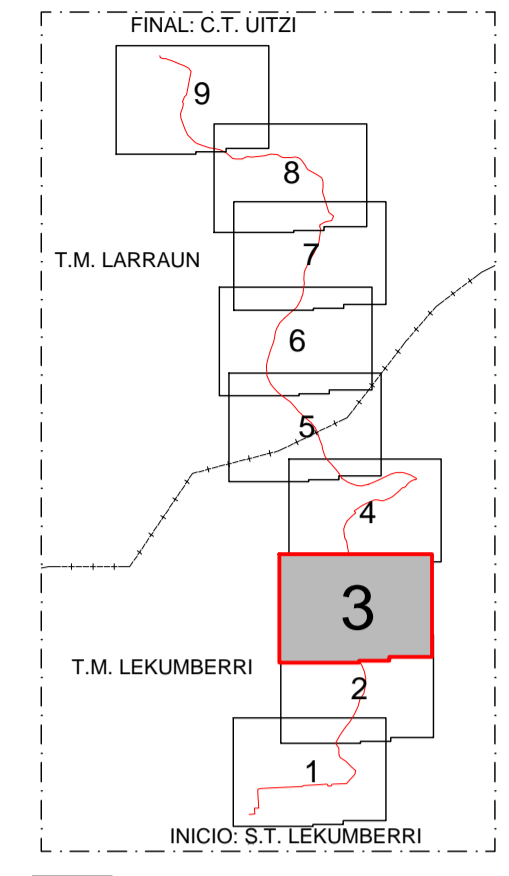 FINAL: C.T. UITZI
9
8
T.M. LARRAUN
7
6
5
4
3
T.M. LEKUMBERRI
2
1
INICIO: S.T. LEKUMBERRI